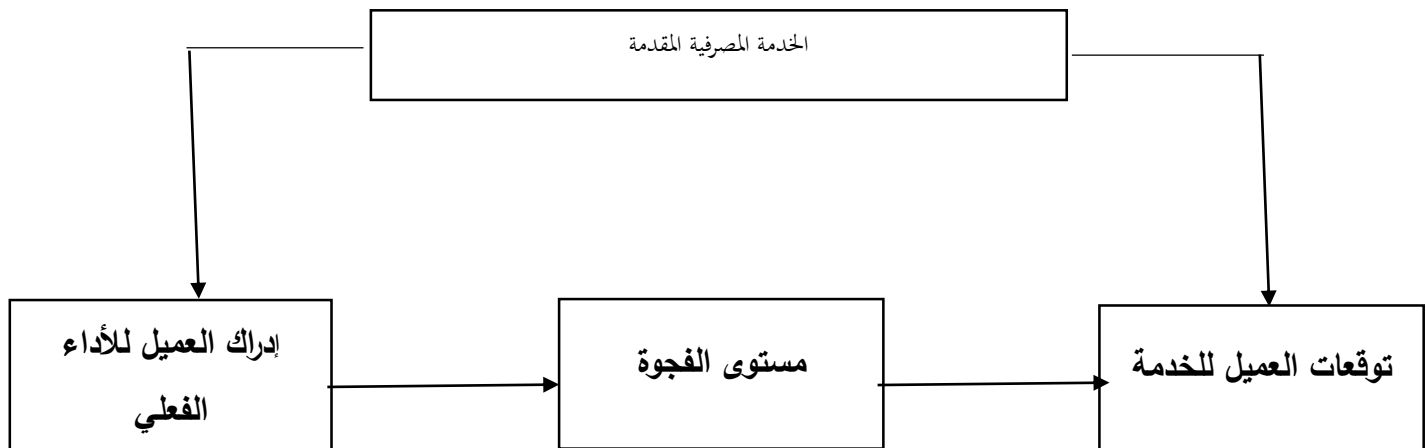 الخدمة المصرفية المقدمة
توقعات العميل للخدمة
مستوى الفجوة
إدراك العميل للأداء
الفعلي